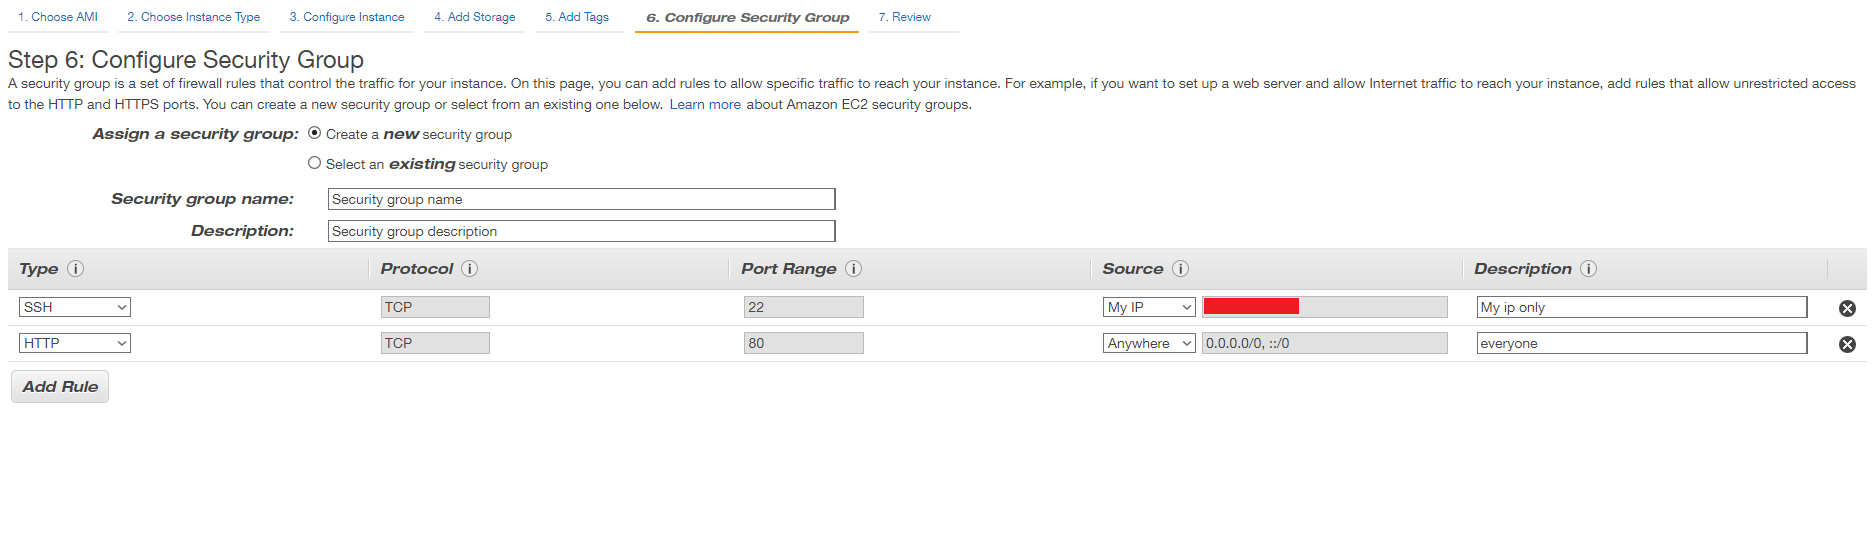 1. Choose AMI 2. Choose Instance Type 3. Configure Instance 4. Add Storage 5. Add Tags 6. Configure Security Group 7. Review
Step 6: Configure Security Group
A security group is a set of firewall rules that control the traffic for your instance. On this page, you can add rules to allow specific traffic to reach your instance. For example, if you want to set up a web server and allow Internet traffic to reach your instance, add rules that allow unrestricted access
to the HTTP and HTTPS ports. You can create a new security group or select from an existing one below. Learn more about Amazon EC2 security groups.
Assign a security group: Create a new security group
Select an existing security group
Security group name: Security group name
Description: Security group description
Type Protocol Port Range Source Description
SSH TCP 22 My IP My ip only
HTTP TCP 80 Anywhere 0.0.0.0/0, ::/0 everyone
Add Rule